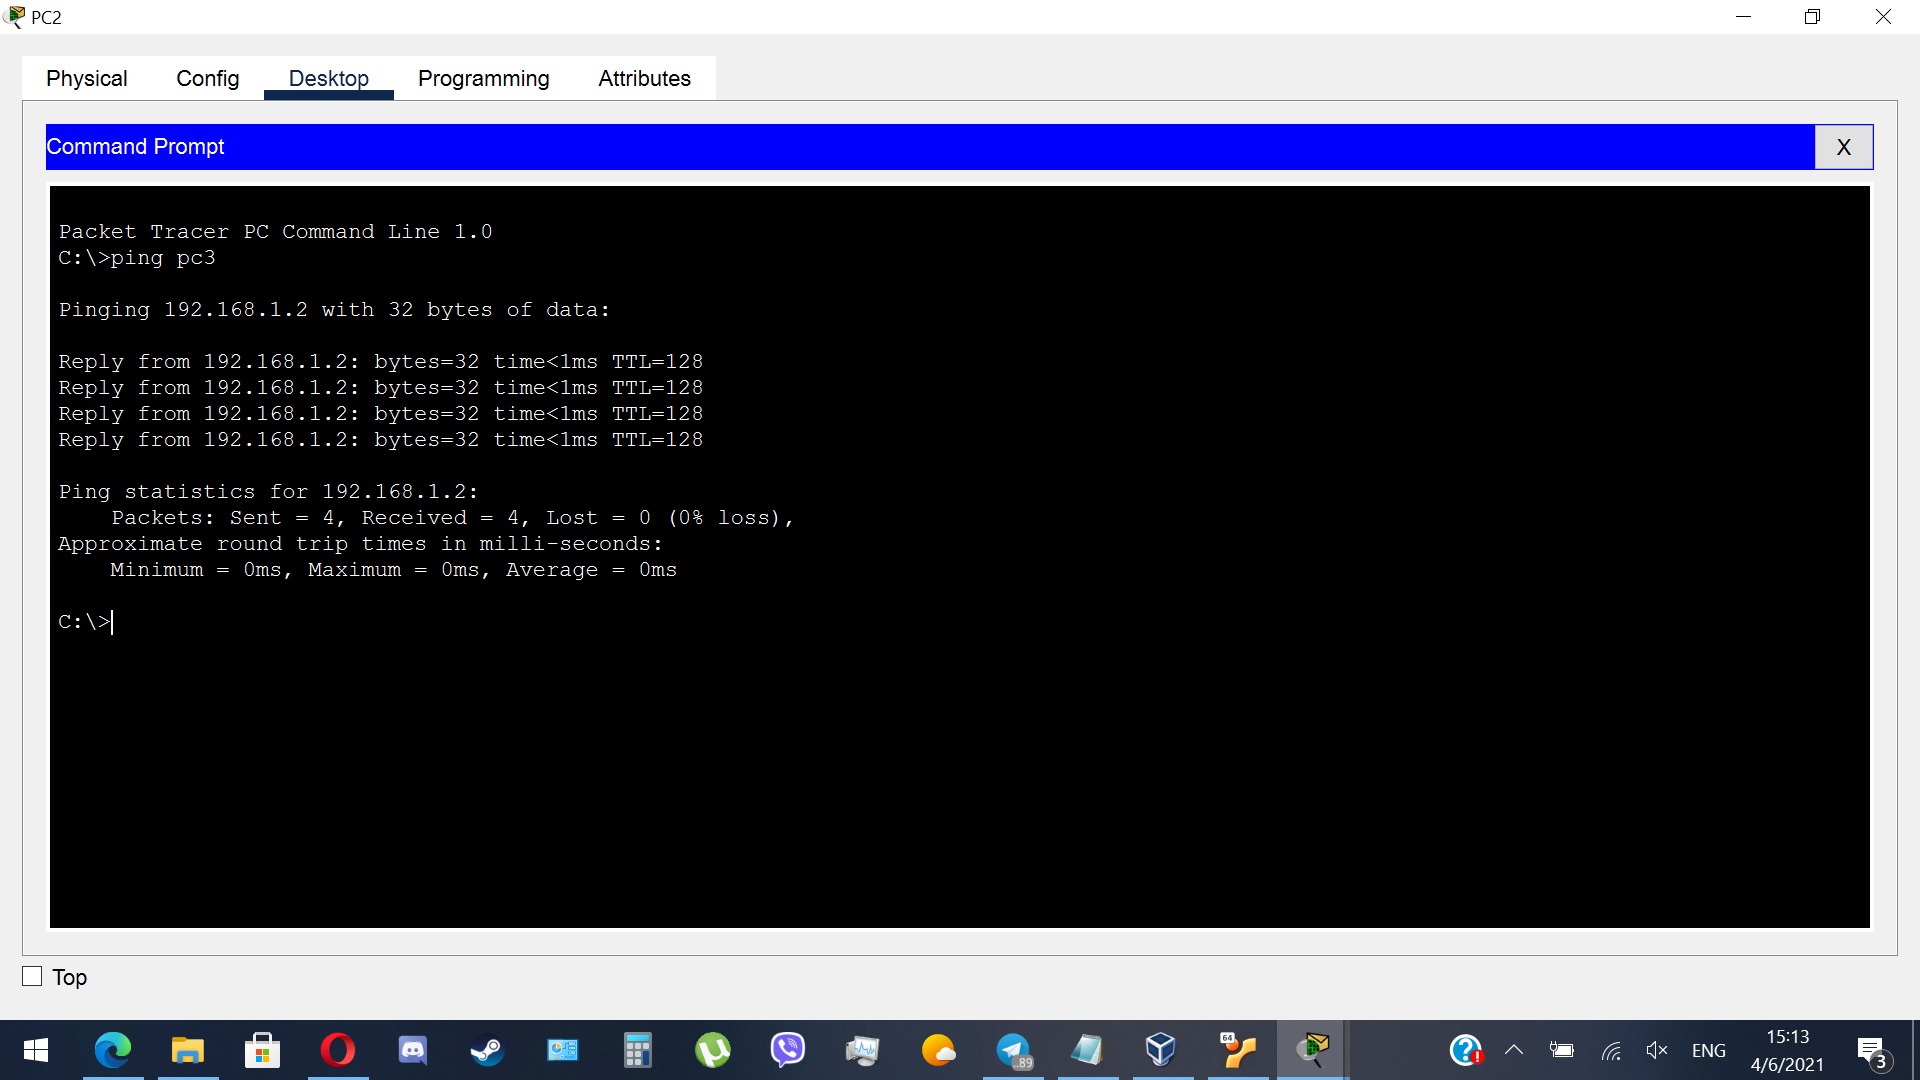 PC2
Physical Config Desktop Programming Attributes
Command Prompt X
Packet Tracer PC Command Line 1.0
C:\>ping pc3
Pinging 192.168.1.2 with 32 bytes of data:
Reply from 192.168.1.2: bytes=32 time<1ms TTL=128
Reply from 192.168.1.2: bytes=32 time<1ms TTL=128
Reply from 192.168.1.2: bytes=32 time<1ms TTL=128
Reply from 192.168.1.2: bytes=32 time<1ms TTL=128
Ping statistics for 192.168.1.2:
Packets: Sent = 4, Received = 4, Lost = 0 (0% loss),
Approximate round trip times in milli-seconds:
Minimum = 0ms, Maximum = 0ms, Average = 0ms
C:\>
Top
..89 64 ENG 15:13
4/6/2021 3